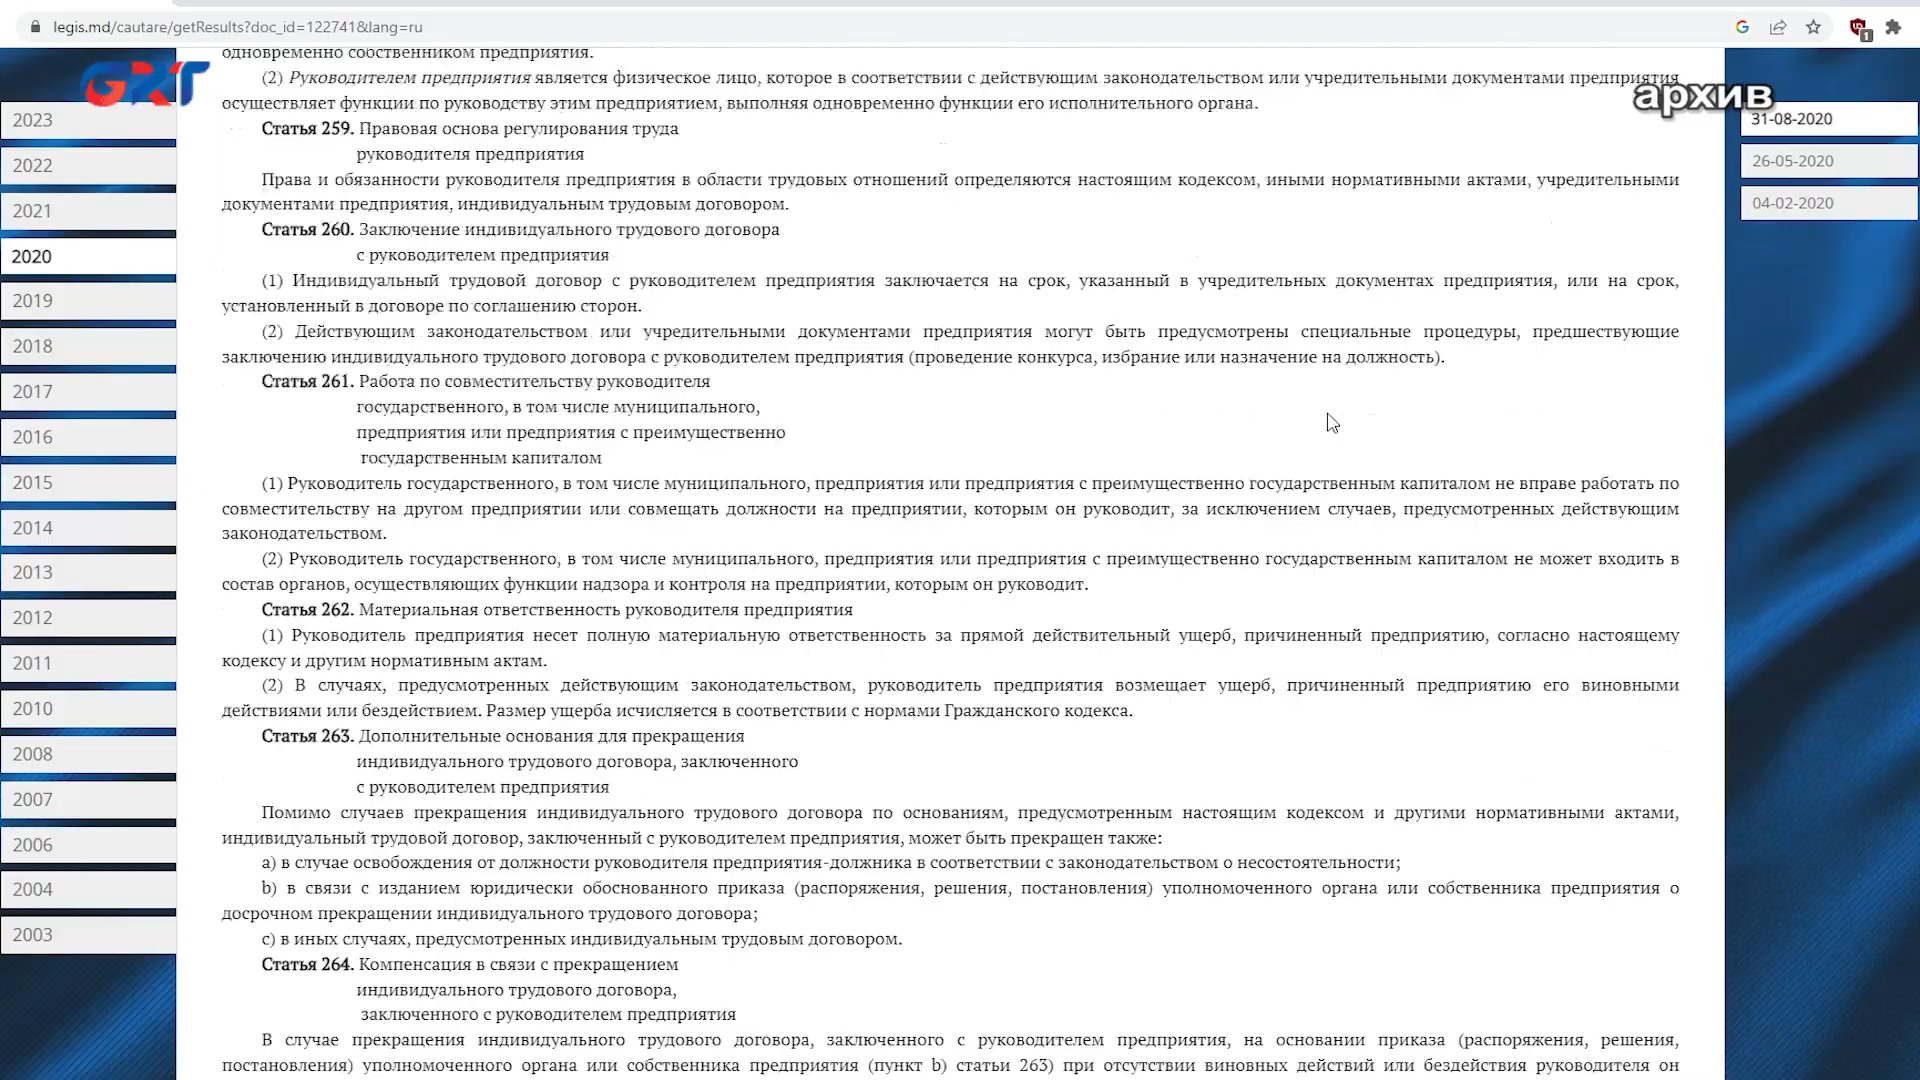 legis.md/cautare/getResults?doc_id=122741&lang=ru
1
GRT
архив
2023
2022
2021
2020
2019
2018
2017
2016
2015
2014
2013
2012
2011
2010
2008
2007
2006
2004
2003
одновременно собственником предприятия.
(2) Руководителем предприятия является физическое лицо, которое в соответствии с действующим законодательством или учредительными документами предприятия
осуществляет функции по руководству этим предприятием, выполняя одновременно функции его исполнительного органа.
Статья 259. Правовая основа регулирования труда
руководителя предприятия
Права и обязанности руководителя предприятия в области трудовых отношений определяются настоящим кодексом, иными нормативными актами, учредительными
документами предприятия, индивидуальным трудовым договором.
Статья 260. Заключение индивидуального трудового договора
с руководителем предприятия
(1) Индивидуальный трудовой договор с руководителем предприятия заключается на срок, указанный в учредительных документах предприятия, или на срок,
установленный в договоре по соглашению сторон.
(2) Действующим законодательством или учредительными документами предприятия могут быть предусмотрены специальные процедуры, предшествующие
заключению индивидуального трудового договора с руководителем предприятия (проведение конкурса, избрание или назначение на должность).
Статья 261. Работа по совместительству руководителя
государственного, в том числе муниципального,
предприятия или предприятия с преимущественно
государственным капиталом
(1) Руководитель государственного, в том числе муниципального, предприятия или предприятия с преимущественно государственным капиталом не вправе работать по
совместительству на другом предприятии или совмещать должности на предприятии, которым он руководит, за исключением случаев, предусмотренных действующим
законодательством.
(2) Руководитель государственного, в том числе муниципального, предприятия или предприятия с преимущественно государственным капиталом не может входить в
состав органов, осуществляющих функции надзора и контроля на предприятии, которым он руководит.
Статья 262. Материальная ответственность руководителя предприятия
(1) Руководитель предприятия несет полную материальную ответственность за прямой действительный ущерб, причиненный предприятию, согласно настоящему
кодексу и другим нормативным актам.
(2) В случаях, предусмотренных действующим законодательством, руководитель предприятия возмещает ущерб, причиненный предприятию его виновными
действиями или бездействием. Размер ущерба исчисляется в соответствии с нормами Гражданского кодекса.
Статья 263. Дополнительные основания для прекращения
индивидуального трудового договора, заключенного
с руководителем предприятия
Помимо случаев прекращения индивидуального трудового договора по основаниям, предусмотренным настоящим кодексом и другими нормативными актами,
индивидуальный трудовой договор, заключенный с руководителем предприятия, может быть прекращен также:
a) в случае освобождения от должности руководителя предприятия-должника в соответствии с законодательством о несостоятельности;
b) в связи с изданием юридически обоснованного приказа (распоряжения, решения, постановления) уполномоченного органа или собственника предприятия о
досрочном прекращении индивидуального трудового договора;
c) в иных случаях, предусмотренных индивидуальным трудовым договором.
Статья 264. Компенсация в связи с прекращением
индивидуального трудового договора,
заключенного с руководителем предприятия
В случае прекращения индивидуального трудового договора, заключенного с руководителем предприятия, на основании приказа (распоряжения, решения,
постановления) уполномоченного органа или собственника предприятия (пункт b) статьи 263) при отсутствии виновных действий или бездействия руководителя он
31-08-2020
26-05-2020
04-02-2020